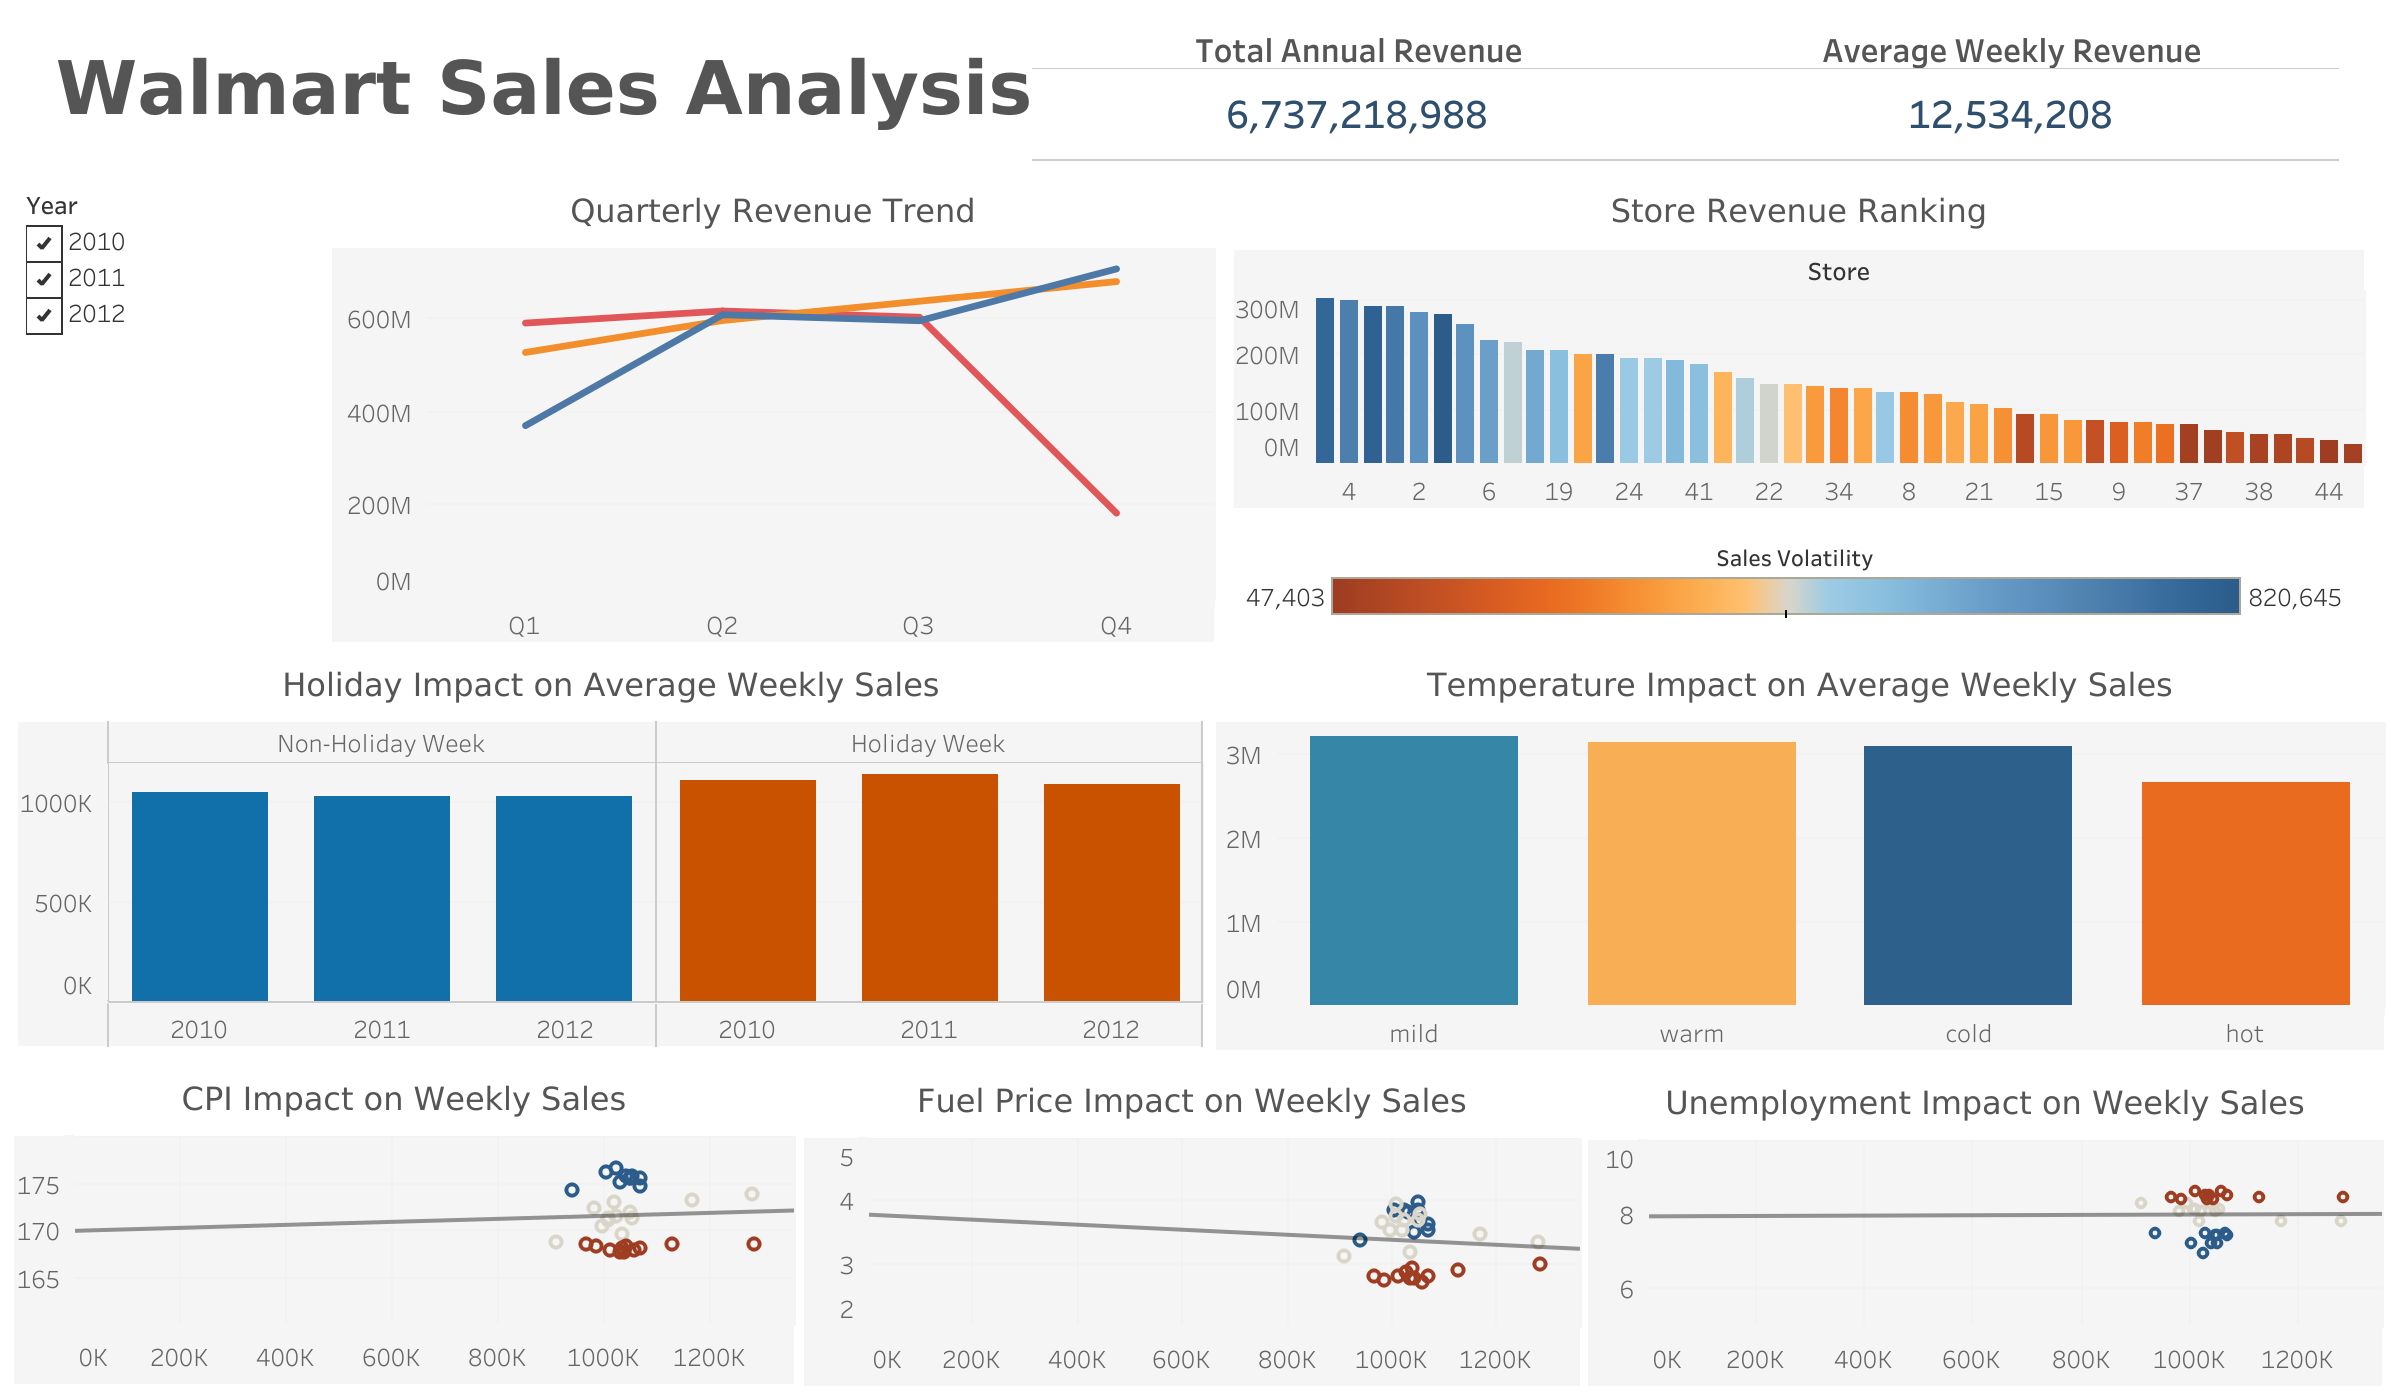 Walmart Sales Analysis
Total Annual Revenue
Average Weekly Revenue
6,737,218,988
12,534,208
Year
2010
2011
2012
Quarterly Revenue Trend
600M
400M
200M
0M
Q1 Q2 Q3 Q4
Store Revenue Ranking
Store
300M
200M
100M
0M
4 2 6 19 24 41 22 34 8 21 15 9 37 38 44
Sales Volatility
47,403 820,645
Holiday Impact on Average Weekly Sales
Non-Holiday Week Holiday Week
1000K
500K
0K
2010 2011 2012 2010 2011 2012
Temperature Impact on Average Weekly Sales
3M
2M
1M
0M
mild warm cold hot
CPI Impact on Weekly Sales
175
170
165
0K 200K 400K 600K 800K 1000K 1200K
Fuel Price Impact on Weekly Sales
5
4
3
2
0K 200K 400K 600K 800K 1000K 1200K
Unemployment Impact on Weekly Sales
10
8
6
0K 200K 400K 600K 800K 1000K 1200K